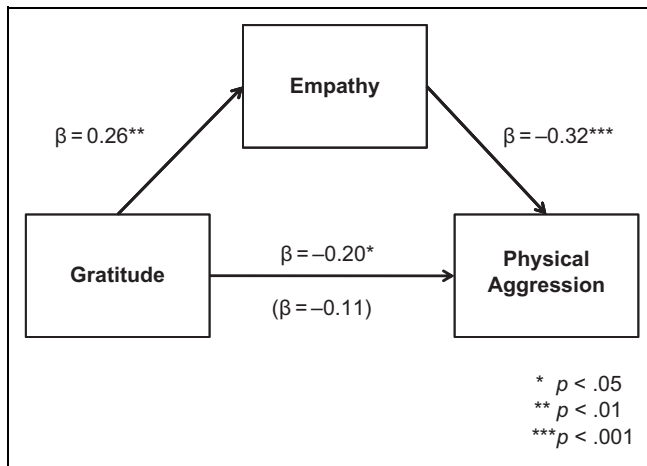 Empathy
β = 0.26**
β = –0.32***
Gratitude
β = –0.20*
(β = –0.11)
Physical
Aggression
* p < .05
** p < .01
***p < .001